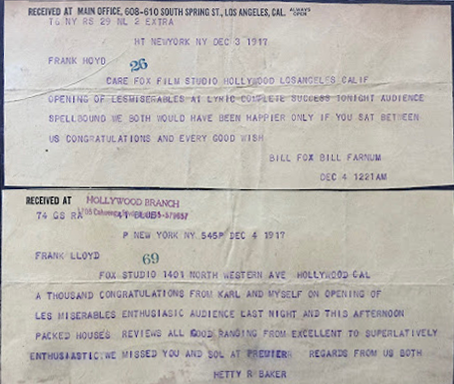 RECEIVED AT MAIN OFFICE, 608-610 SOUTH SPRING ST., LOS ANGELES, CAL. ALWAYS OPEN
TG NY RS 29 NL 2 EXTRA
HT NEWYORK NY DEC 3 1917
FRANK HOYD 26
CARE FOX FILM STUDIO HOLLYWOOD LOSANGELES CALIF
OPENING OF LESMISERABLES AT LYRIC COMPLETE SUCCESS TONIGHT AUDIENCE
SPELLBOUND WE BOTH WOULD HAVE BEEN HAPPIER ONLY IF YOU SAT BETWEEN
US CONGRATULATIONS AND EVERY GOOD WISH
BILL FOX BILL FARNUM
DEC 4 1221AM
RECEIVED AT HOLLYWOOD BRANCH
74 GS RA 41 BLUE
P NEW YORK NY 545P DEC 4 1917
FRANK LLOYD 69
FOX STUDIO 1401 NORTH WESTERN AVE HOLLYWOOD CAL
A THOUSAND CONGRATULATIONS FROM KARL AND MYSELF ON OPENING OF
LES MISERABLES ENTHUSIASIC AUDIENCE LAST NIGHT AND THIS AFTERNOON
PACKED HOUSES REVIEWS ALL GOOD RANGING FROM EXCELLENT TO SUPERLATIVELY
ENTHUSIASTIC WE MISSED YOU AND SOL AT PREMIERR REGARDS FROM US BOTH
HETTY R BAKER